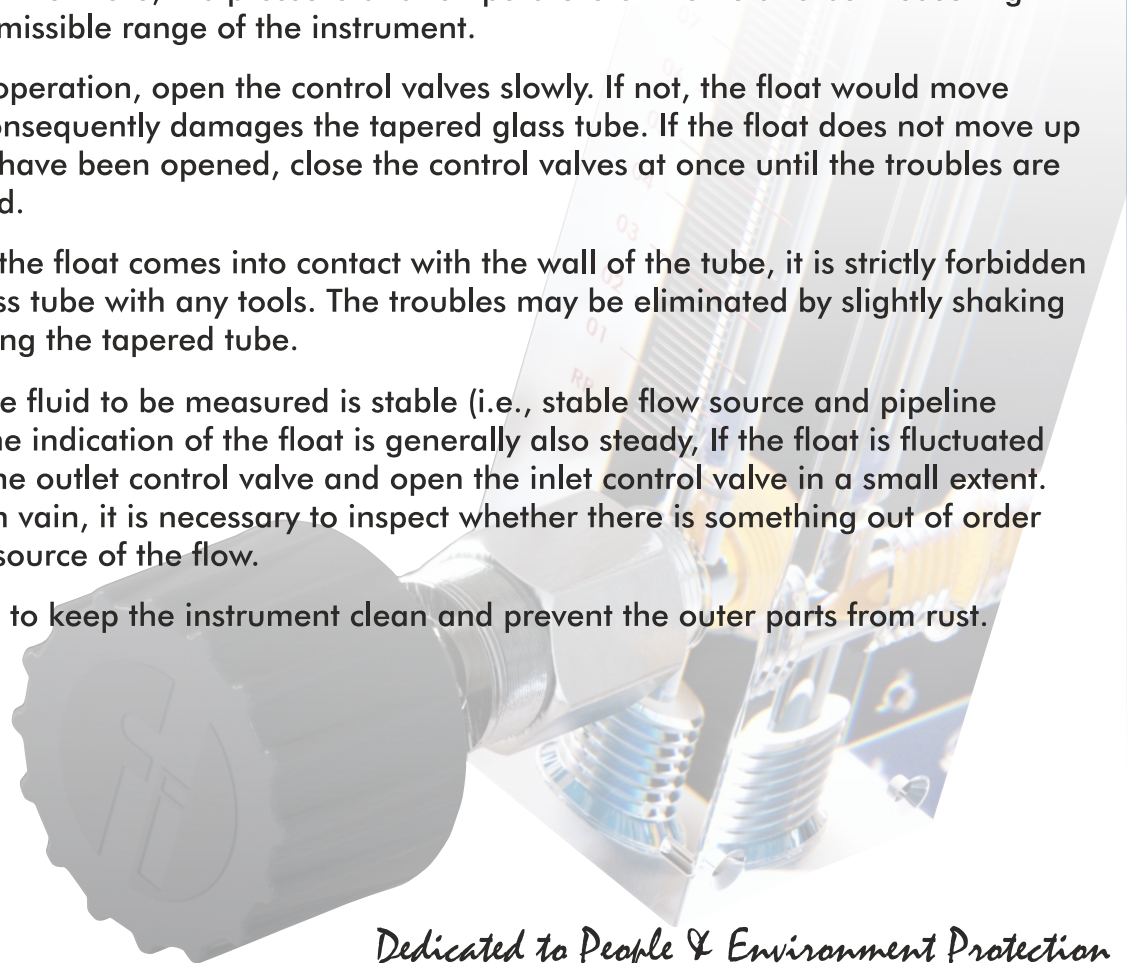 missible range of the instrument.
operation, open the control valves slowly. If not, the float would move
onsequently damages the tapered glass tube. If the float does not move up
have been opened, close the control valves at once until the troubles are
d.
the float comes into contact with the wall of the tube, it is strictly forbidden
ss tube with any tools. The troubles may be eliminated by slightly shaking
ing the tapered tube.
e fluid to be measured is stable (i.e., stable flow source and pipeline
he indication of the float is generally also steady, If the float is fluctuated
he outlet control valve and open the inlet control valve in a small extent.
n vain, it is necessary to inspect whether there is something out of order
source of the flow.
to keep the instrument clean and prevent the outer parts from rust.
03
02
01
Dedicated to People & Environment Protection